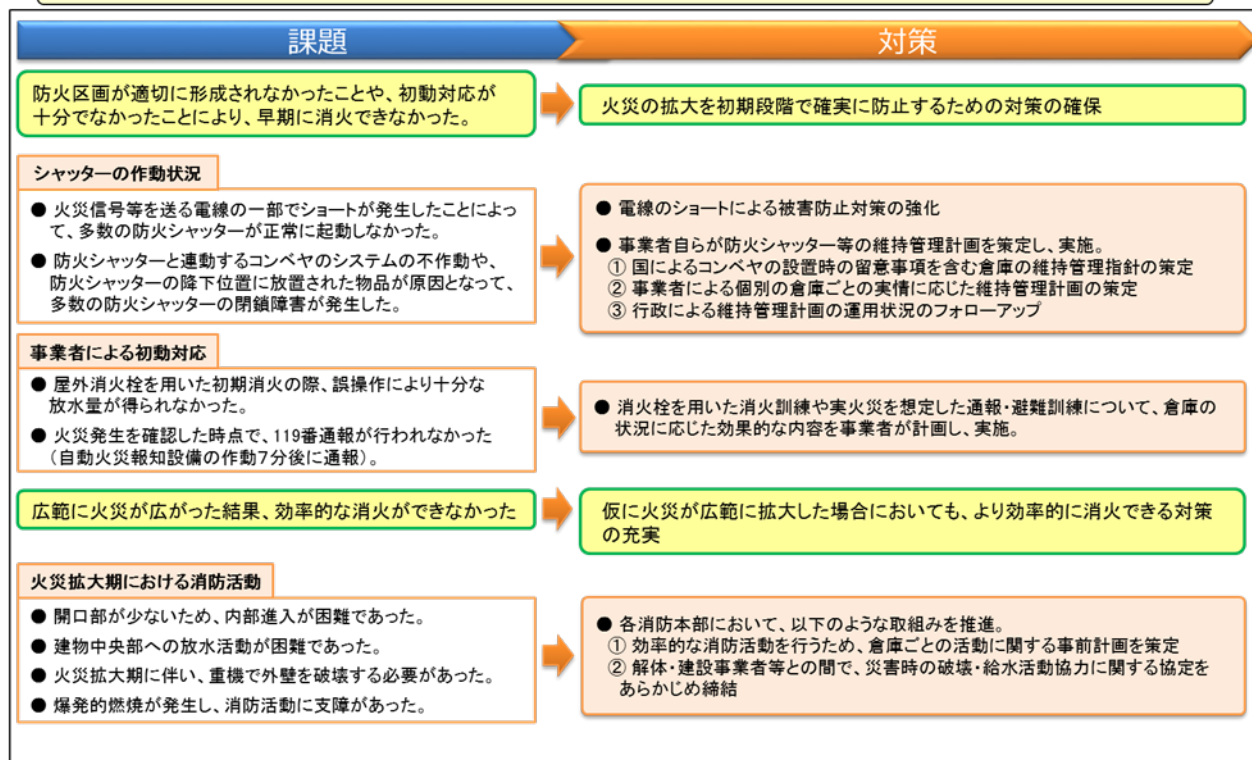 課題
対策
防火区画が適切に形成されなかったことや、初動対応が
十分でなかったことにより、早期に消火できなかった。
火災の拡大を初期段階で確実に防止するための対策の確保
シャッターの作動状況
● 火災信号等を送る電線の一部でショートが発生したことによっ
て、多数の防火シャッターが正常に起動しなかった。
● 防火シャッターと連動するコンベヤのシステムの不作動や、
防火シャッターの降下位置に放置された物品が原因となって、
多数の防火シャッターの閉鎖障害が発生した。
● 電線のショートによる被害防止対策の強化
● 事業者自らが防火シャッター等の維持管理計画を策定し、実施。
① 国によるコンベヤの設置時の留意事項を含む倉庫の維持管理指針の策定
② 事業者による個別の倉庫ごとの実情に応じた維持管理計画の策定
③ 行政による維持管理計画の運用状況のフォローアップ
事業者による初動対応
● 屋外消火栓を用いた初期消火の際、誤操作により十分な
放水量が得られなかった。
● 火災発生を確認した時点で、119番通報が行われなかった
（自動火災報知設備の作動７分後に通報）。
● 消火栓を用いた消火訓練や実火災を想定した通報・避難訓練について、倉庫の
状況に応じた効果的な内容を事業者が計画し、実施。
広範に火災が広がった結果、効率的な消火ができなかった
仮に火災が広範に拡大した場合においても、より効率的に消火できる対策
の充実
火災拡大期における消防活動
● 開口部が少ないため、内部進入が困難であった。
● 建物中央部への放水活動が困難であった。
● 火災拡大期に伴い、重機で外壁を破壊する必要があった。
● 爆発的燃焼が発生し、消防活動に支障があった。
● 各消防本部において、以下のような取組みを推進。
① 効率的な消防活動を行うため、倉庫ごとの活動に関する事前計画を策定
② 解体・建設事業者等との間で、災害時の破壊・給水活動協力に関する協定を
あらかじめ締結